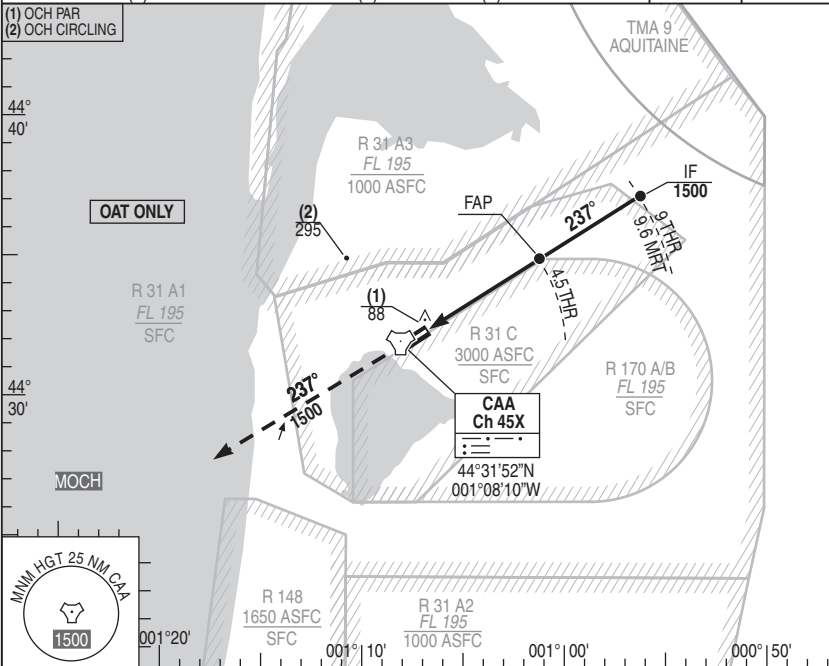 (1) OCH PAR
(2) OCH CIRCLING
TMA 9
AQUITAINE
44°
40'
R 31 A3
FL 195
1000 ASFC
IF
1500
FAP
237°
9 THR
9.6 MRT
OAT ONLY
(2)
295
4.5 THR
R 31 A1
FL 195
SFC
(1)
88
R 31 C
3000 ASFC
SFC
R 170 A/B
FL 195
SFC
44°
30'
237°
1500
CAA
Ch 45X
44°31'52"N
001°08'10"W
MOCH
MNM HGT 25 NM CAA
1500
R 148
1650 ASFC
SFC
R 31 A2
FL 195
1000 ASFC
001°20'
001°10'
001°00'
000°50'